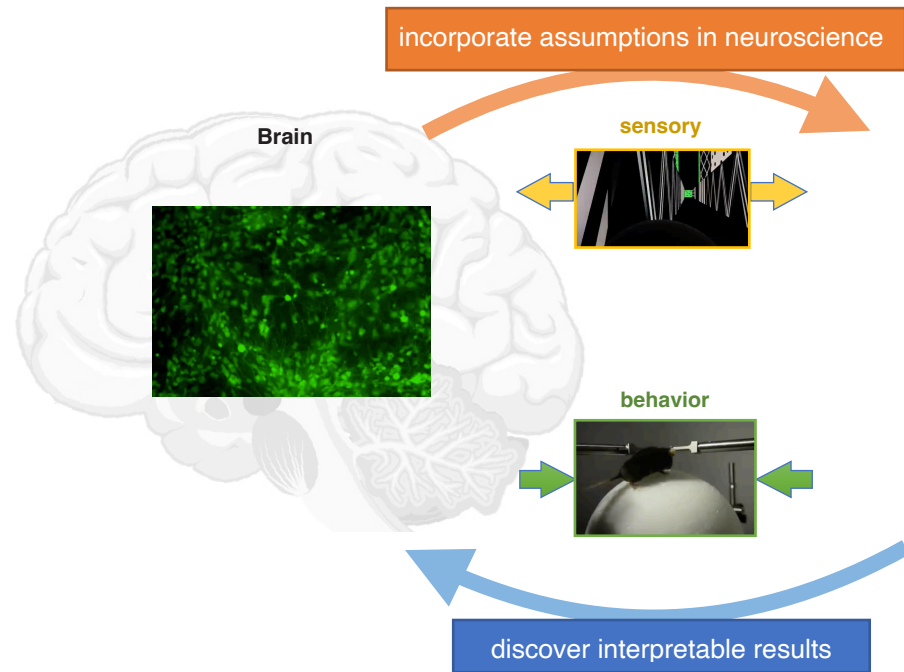 incorporate assumptions in neuroscience
Brain
sensory
behavior
discover interpretable results